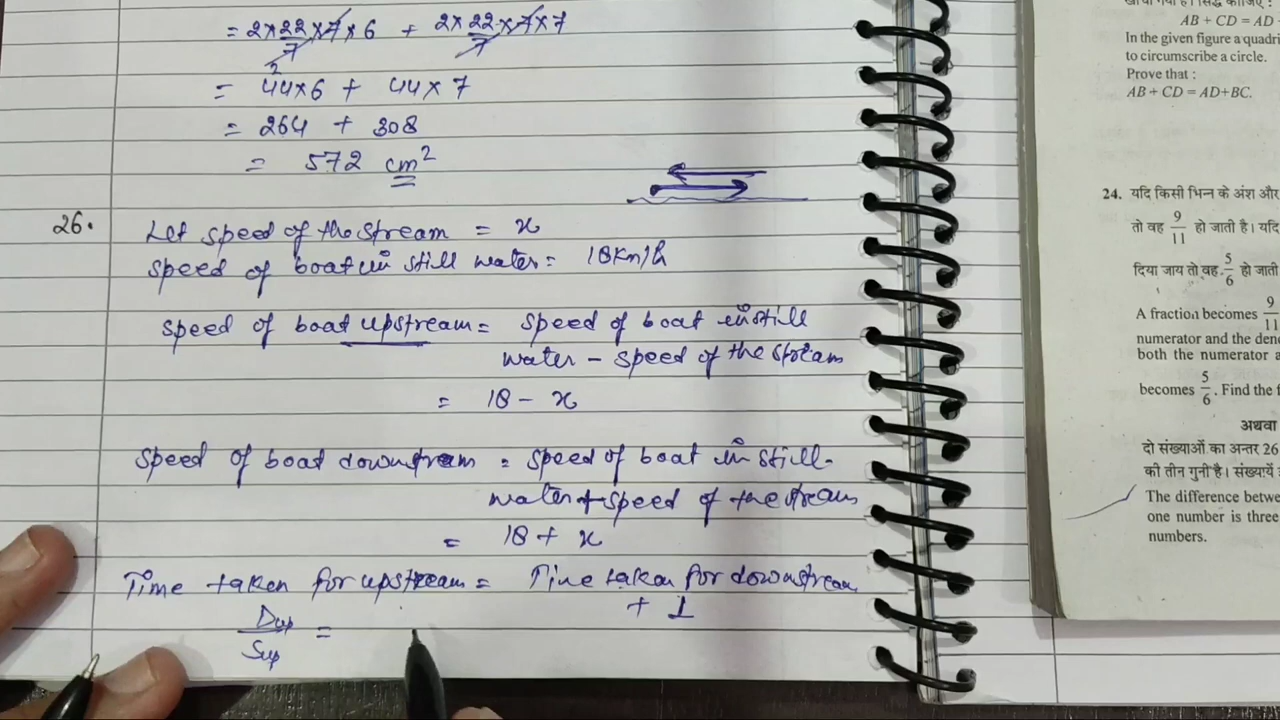 = 2×22/7×7×6 + 2×22/7×7×7
2
= 44×6 + 44×7
= 264 + 308
= 572 cm²
26. Let speed of the stream = x
speed of boat in still water = 18km/h
speed of boat upstream = speed of boat in still
water - speed of the stream
= 18 - x
speed of boat downstream = speed of boat in still
water + speed of the stream
= 18 + x
Time taken for upstream = Time taken for downstream
+ 1
Dup/Sup =
AB + CD = AD
In the given figure a quadri
to circumscribe a circle.
Prove that :
AB + CD = AD+BC.
24. यदि किसी भिन्न के अंश और
तो वह 9/11 हो जाती है। यदि
दिया जाय तो वह 5/6 हो जाती
A fraction becomes 9/11
numerator and the deno
both the numerator a
becomes 5/6. Find the f
अथवा
दो संख्याओं का अन्तर 26
की तीन गुनी है। संख्यायें
The difference betwe
one number is three
numbers.